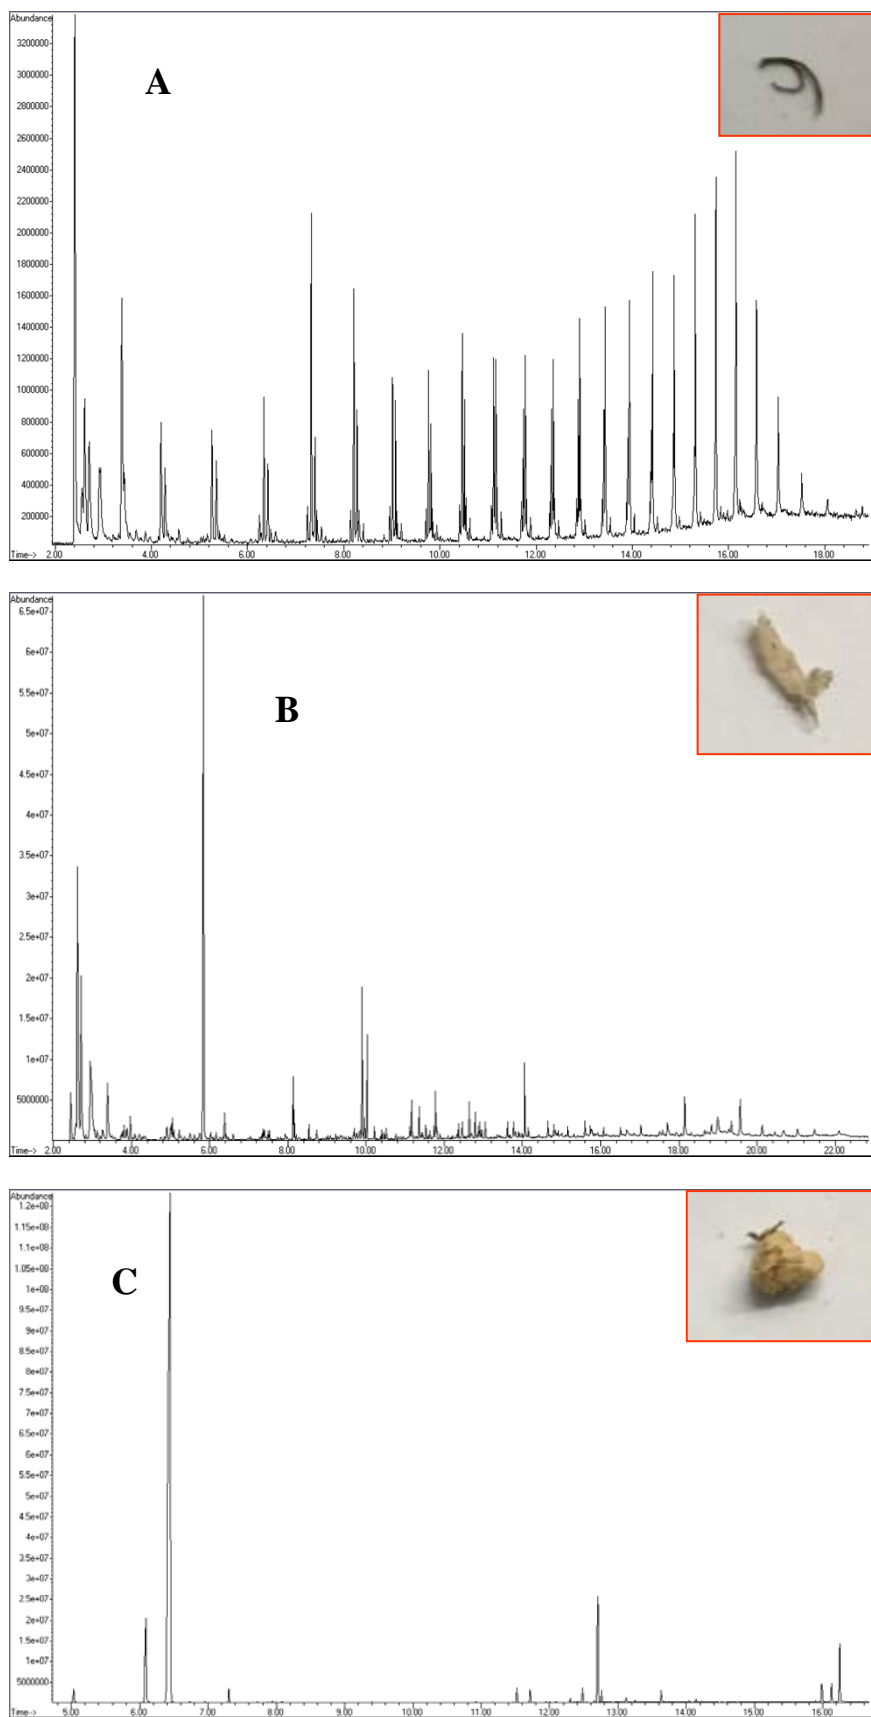 Abundance
3200000
3000000
A
2800000
2600000
2400000
2200000
2000000
1800000
1600000
1400000
1200000
1000000
800000
600000
400000
200000
Time--> 2.00 4.00 6.00 8.00 10.00 12.00 14.00 16.00 18.00
Abundance
6.5e+07
6e+07
5.5e+07
B
5e+07
4.5e+07
4e+07
3.5e+07
3e+07
2.5e+07
2e+07
1.5e+07
1e+07
5000000
Time--> 2.00 4.00 6.00 8.00 10.00 12.00 14.00 16.00 18.00 20.00 22.00
Abundance
1.2e+08
1.15e+08
1.1e+08
1.05e+08
C
1e+08
9.5e+07
9e+07
8.5e+07
8e+07
7.5e+07
7e+07
6.5e+07
6e+07
5.5e+07
5e+07
4.5e+07
4e+07
3.5e+07
3e+07
2.5e+07
2e+07
1.5e+07
1e+07
5000000
Time--> 5.00 6.00 7.00 8.00 9.00 10.00 11.00 12.00 13.00 14.00 15.00 16.00